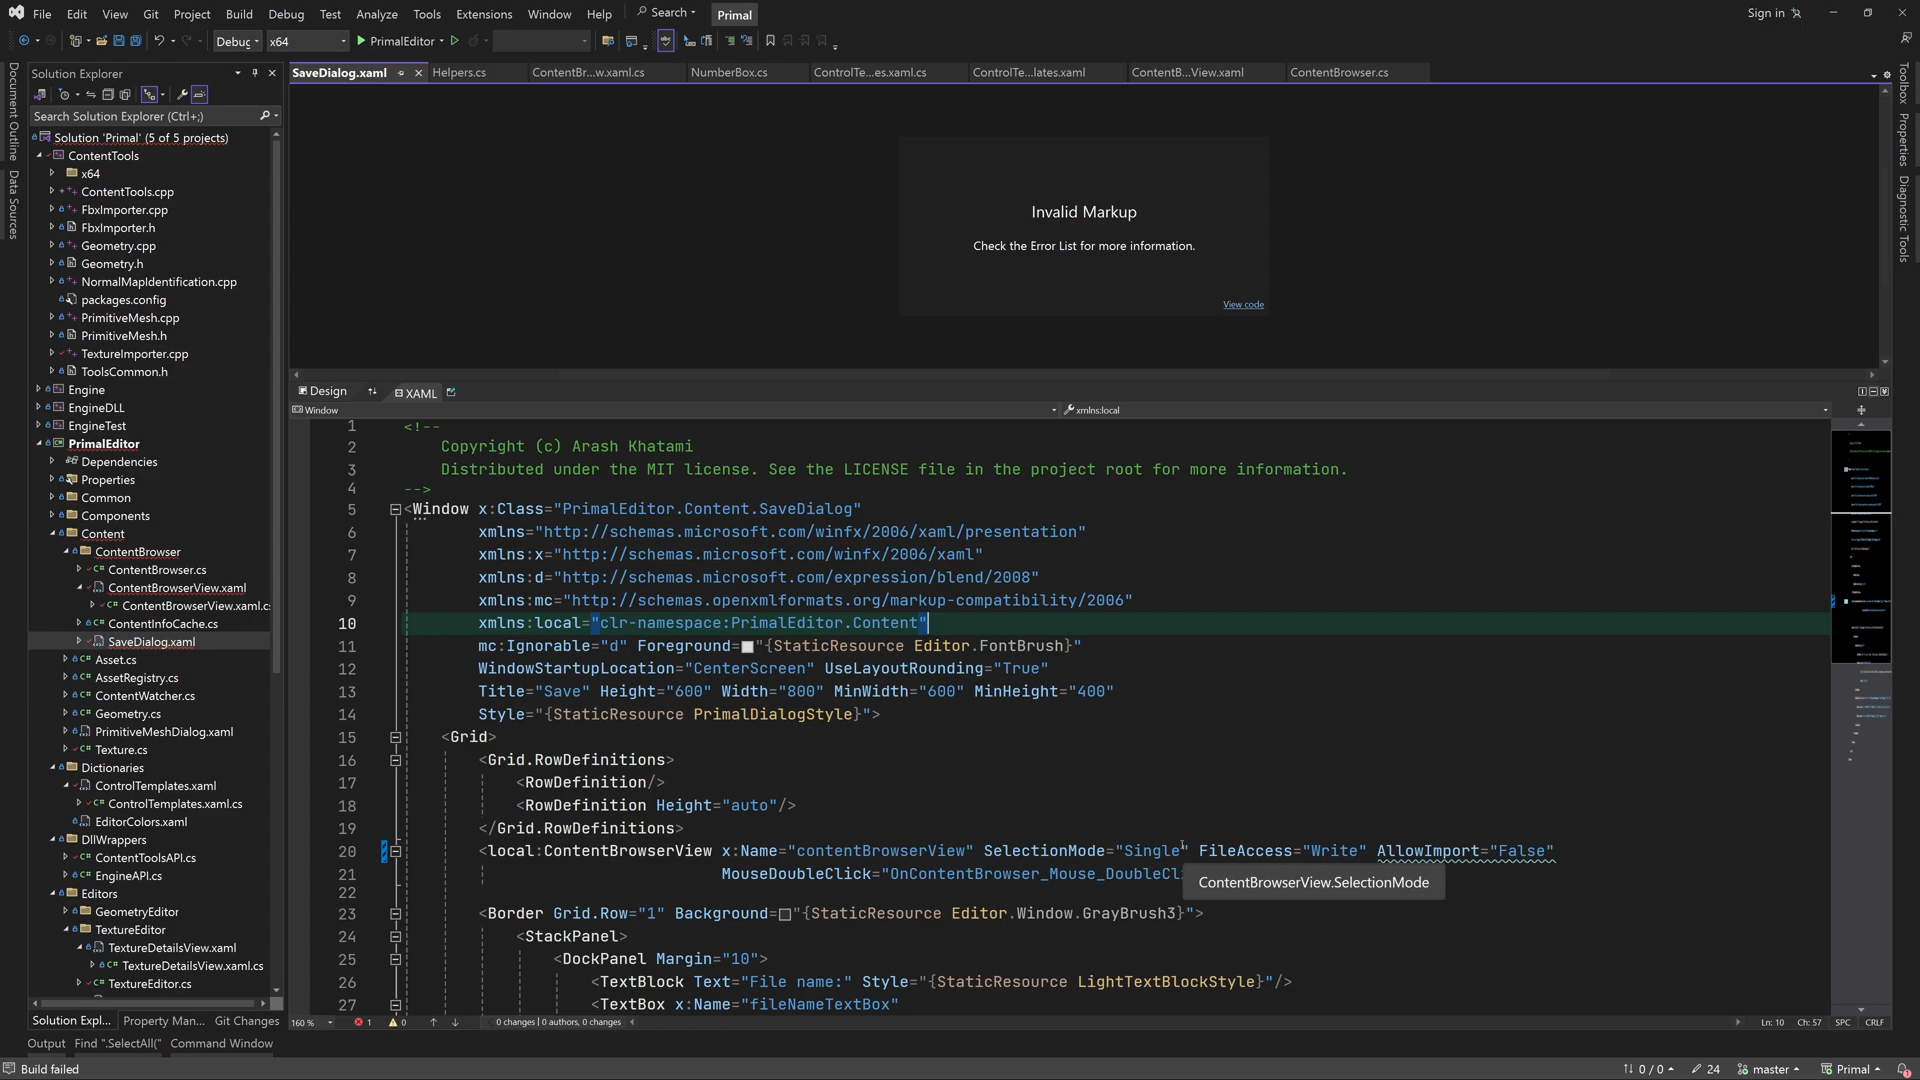 File Edit View Git Project Build Debug Test Analyze Tools Extensions Window Help Search Primal Sign in
Debug x64 PrimalEditor
Document Outline
Data Sources
Solution Explorer
Search Solution Explorer (Ctrl+;)
Solution 'Primal' (5 of 5 projects)
ContentTools
x64
ContentTools.cpp
FbxImporter.cpp
FbxImporter.h
Geometry.cpp
Geometry.h
NormalMapIdentification.cpp
packages.config
PrimitiveMesh.cpp
PrimitiveMesh.h
TextureImporter.cpp
ToolsCommon.h
Engine
EngineDLL
EngineTest
PrimalEditor
Dependencies
Properties
Common
Components
Content
ContentBrowser
ContentBrowser.cs
ContentBrowserView.xaml
ContentBrowserView.xaml.cs
ContentInfoCache.cs
SaveDialog.xaml
Asset.cs
AssetRegistry.cs
ContentWatcher.cs
Geometry.cs
PrimitiveMeshDialog.xaml
Texture.cs
Dictionaries
ControlTemplates.xaml
ControlTemplates.xaml.cs
EditorColors.xaml
DllWrappers
ContentToolsAPI.cs
EngineAPI.cs
Editors
GeometryEditor
TextureEditor
TextureDetailsView.xaml
TextureDetailsView.xaml.cs
TextureEditor.cs
Solution Expl... Property Man... Git Changes
SaveDialog.xaml Helpers.cs ContentBr...w.xaml.cs NumberBox.cs ControlTe...es.xaml.cs ControlTe...lates.xaml ContentB...View.xaml ContentBrowser.cs
Invalid Markup
Check the Error List for more information.
View code
Design XAML
Window xmlns:local
1 <!--
2 Copyright (c) Arash Khatami
3 Distributed under the MIT license. See the LICENSE file in the project root for more information.
4 -->
5 <Window x:Class="PrimalEditor.Content.SaveDialog"
6 xmlns="http://schemas.microsoft.com/winfx/2006/xaml/presentation"
7 xmlns:x="http://schemas.microsoft.com/winfx/2006/xaml"
8 xmlns:d="http://schemas.microsoft.com/expression/blend/2008"
9 xmlns:mc="http://schemas.openxmlformats.org/markup-compatibility/2006"
10 xmlns:local="clr-namespace:PrimalEditor.Content"
11 mc:Ignorable="d" Foreground="{StaticResource Editor.FontBrush}"
12 WindowStartupLocation="CenterScreen" UseLayoutRounding="True"
13 Title="Save" Height="600" Width="800" MinWidth="600" MinHeight="400"
14 Style="{StaticResource PrimalDialogStyle}">
15 <Grid>
16 <Grid.RowDefinitions>
17 <RowDefinition/>
18 <RowDefinition Height="auto"/>
19 </Grid.RowDefinitions>
20 <local:ContentBrowserView x:Name="contentBrowserView" SelectionMode="Single" FileAccess="Write" AllowImport="False"
21 MouseDoubleClick="OnContentBrowser_Mouse_DoubleCli
ContentBrowserView.SelectionMode
22
23 <Border Grid.Row="1" Background="{StaticResource Editor.Window.GrayBrush3}">
24 <StackPanel>
25 <DockPanel Margin="10">
26 <TextBlock Text="File name:" Style="{StaticResource LightTextBlockStyle}"/>
27 <TextBox x:Name="fileNameTextBox"
160 % 1 0 0 changes | 0 authors, 0 changes Ln: 10 Ch: 57 SPC CRLF
Toolbox
Properties
Diagnostic Tools
Output Find ".SelectAll(" Command Window
Build failed 0 / 0 24 master Primal